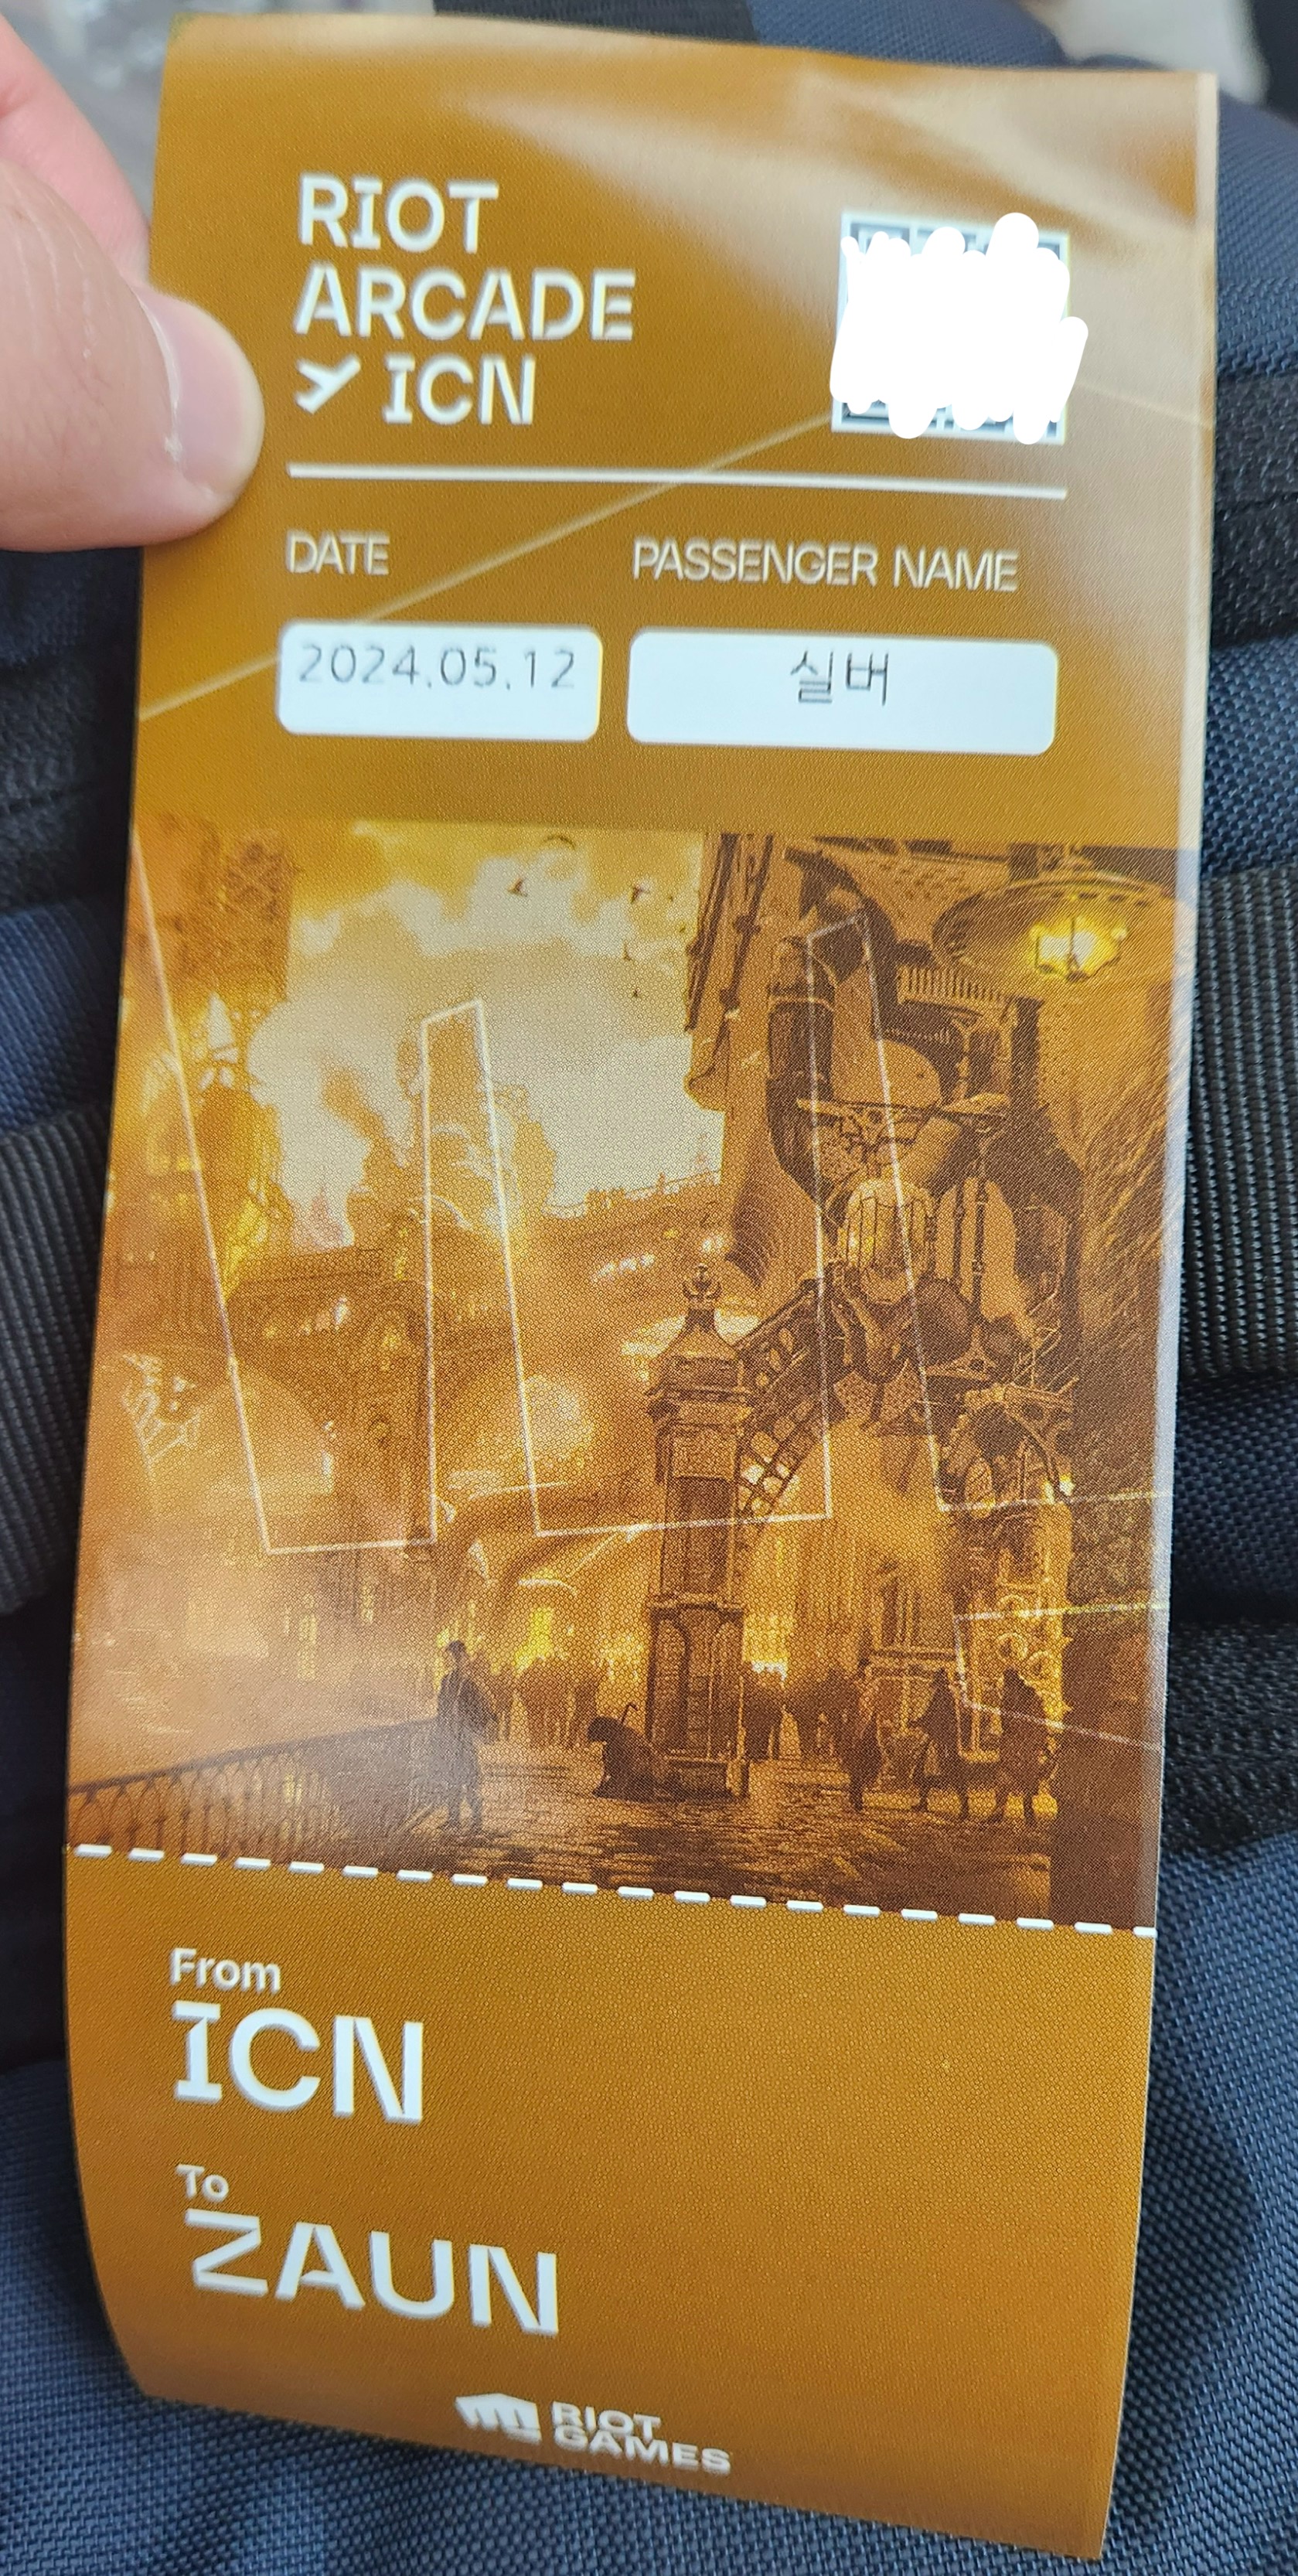 RIOT
ARCADE
ICN
DATE
PASSENGER NAME
2024.05.12
실버
From
ICN
To
ZAUN
RIOT
GAMES